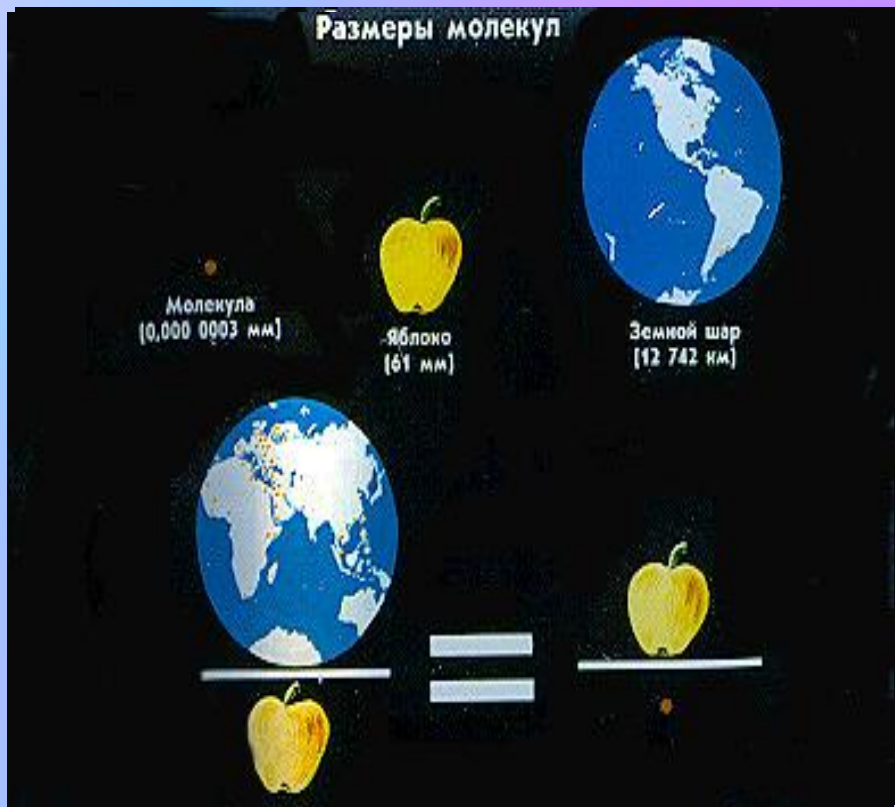 Размеры молекул
Молекула
(0,000 0003 мм)
Яблоко
(61 мм)
Земной шар
(12 742 км)